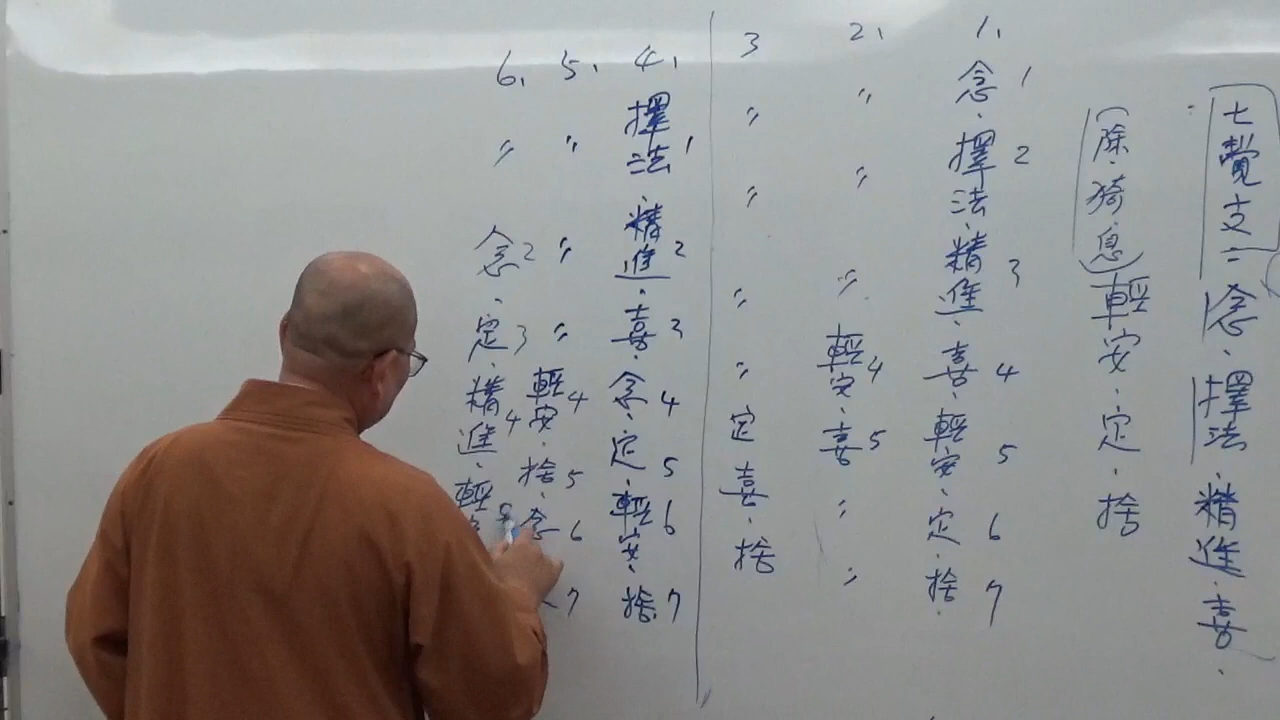 七覺支：念、擇法、精進、喜、
（除、猗、息）輕安、定、捨
1、念1、擇法2、精進3、喜4、輕安5、定6、捨7
2、〃〃〃輕安4、喜5〃〃
3〃〃〃〃定、喜、捨
4、擇法1、精進2、喜3、念4、定5、輕安6、捨7
5、〃〃〃輕安4、捨5、念6、7
6、〃念2、定3、精進4、輕